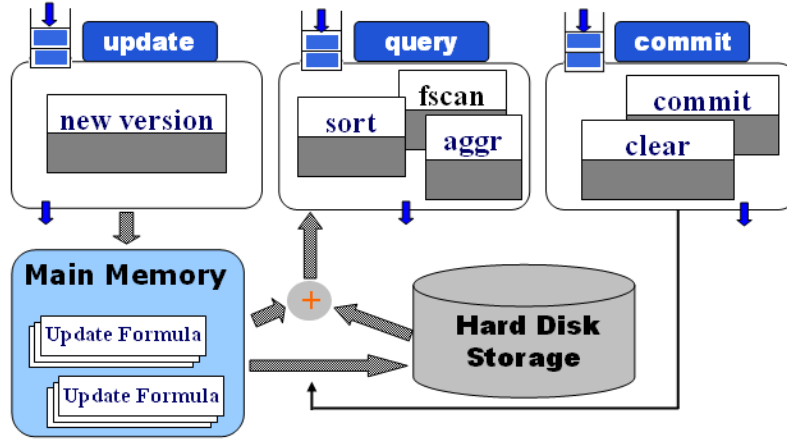 update
query
commit
new version
sort
fscan
aggr
commit
clear
Main Memory
Update Formula
Update Formula
+
Hard Disk
Storage